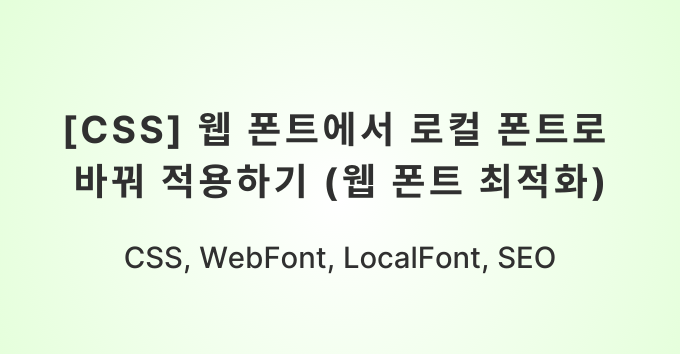 [CSS] 웹 폰트에서 로컬 폰트로
바꿔 적용하기 (웹 폰트 최적화)
CSS, WebFont, LocalFont, SEO